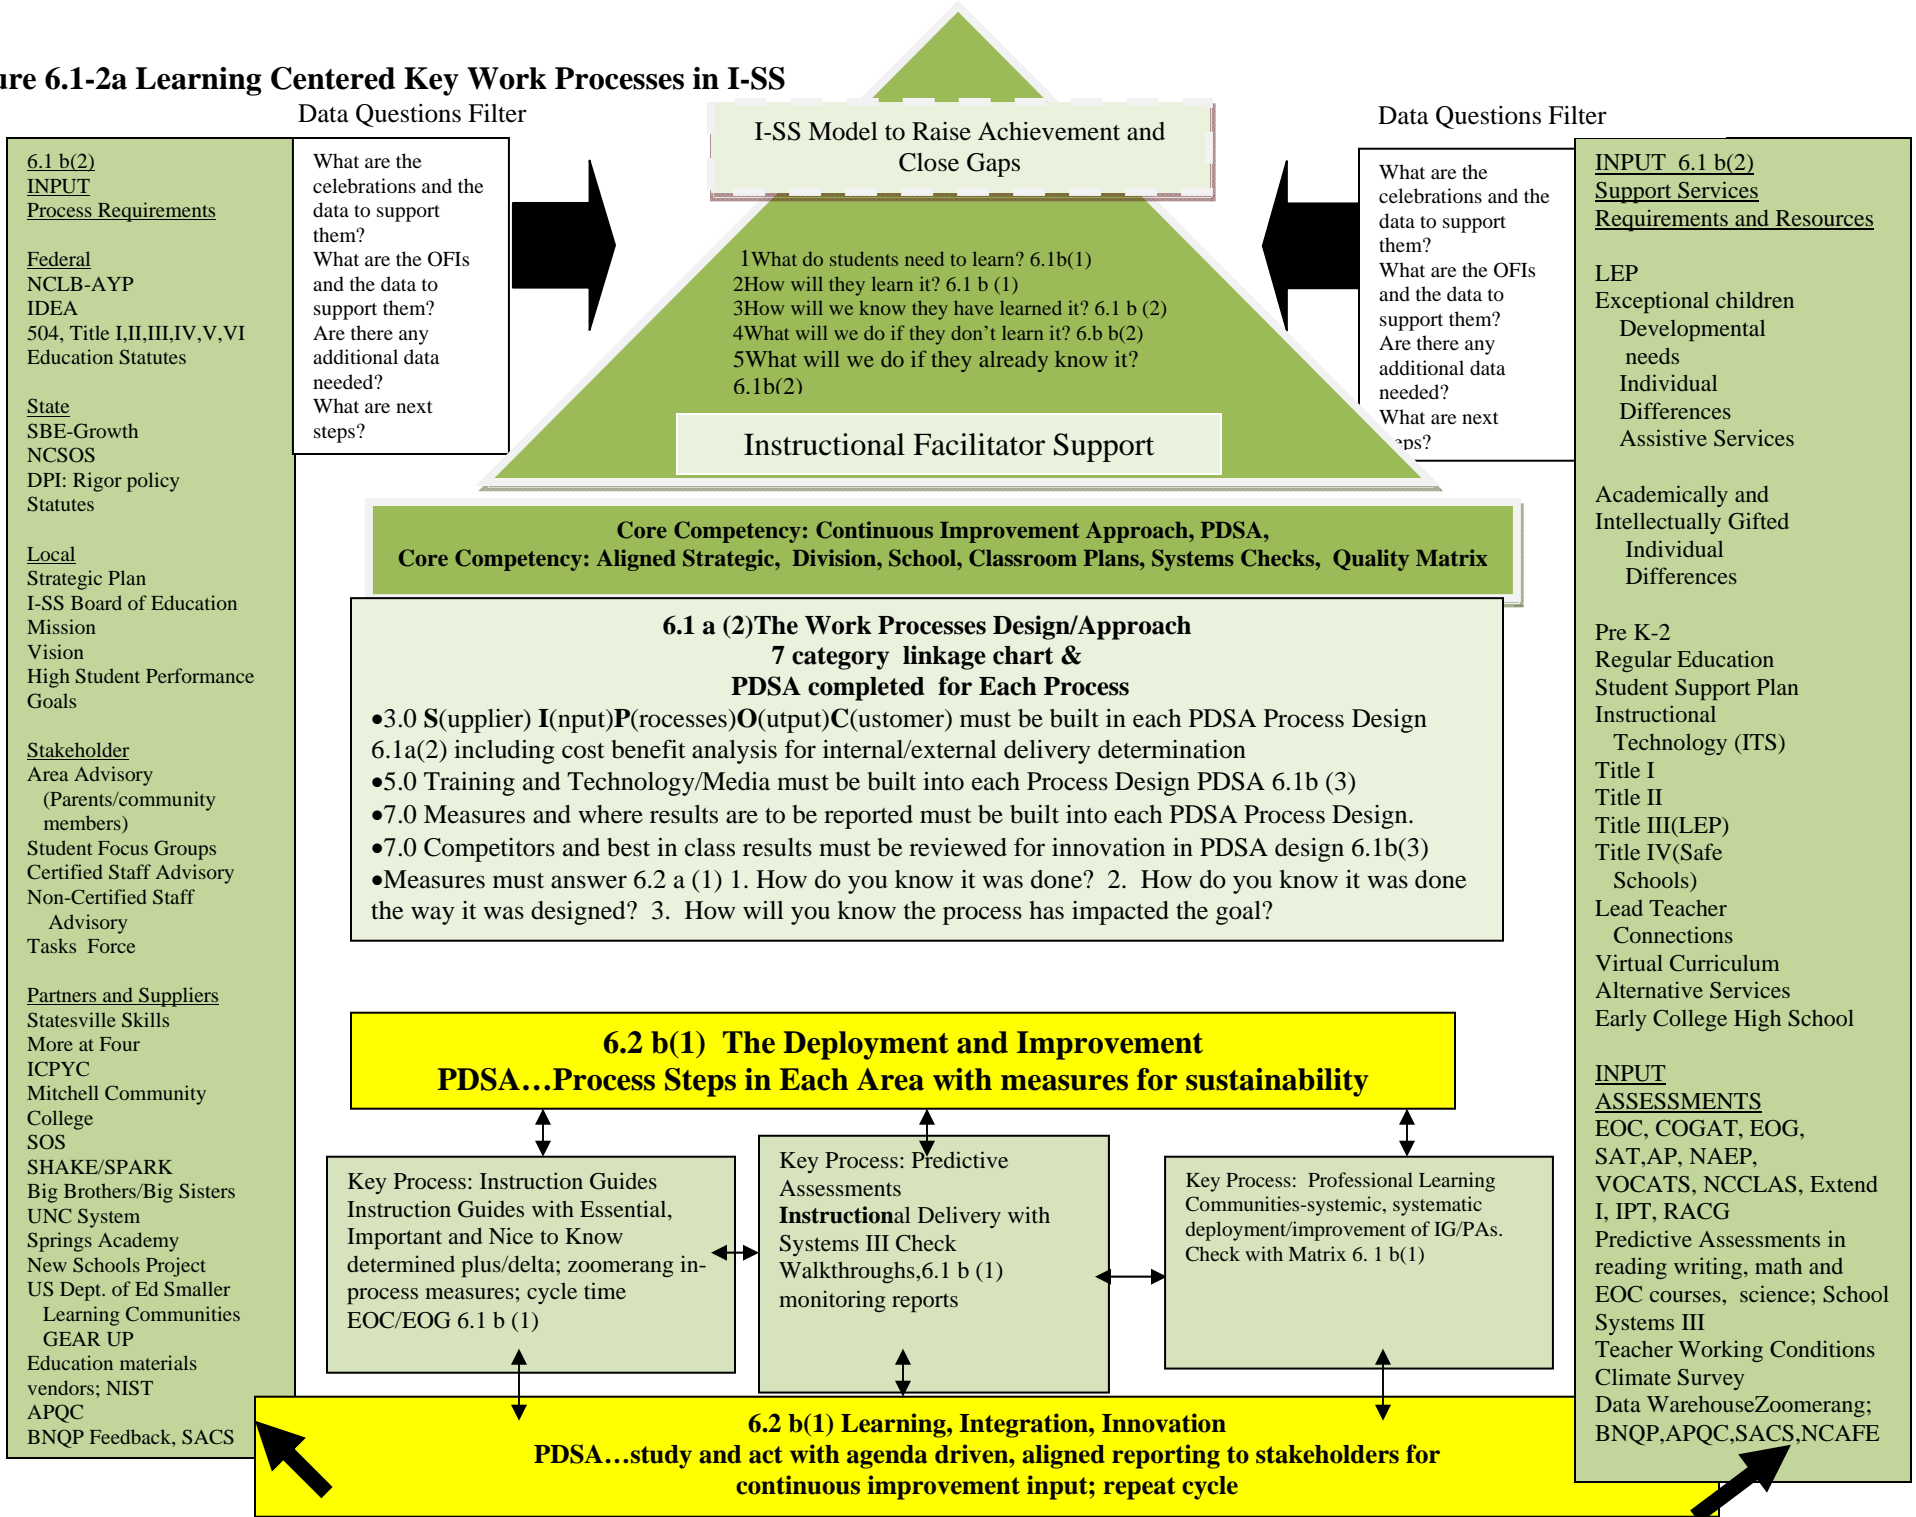 ure 6.1-2a Learning Centered Key Work Processes in I-SS
Data Questions Filter
Data Questions Filter
6.1 b(2)
INPUT
Process Requirements
Federal
NCLB-AYP
IDEA
504, Title I,II,III,IV,V,VI
Education Statutes
State
SBE-Growth
NCSOS
DPI: Rigor policy
Statutes
Local
Strategic Plan
I-SS Board of Education
Mission
Vision
High Student Performance
Goals
Stakeholder
Area Advisory
(Parents/community
members)
Student Focus Groups
Certified Staff Advisory
Non-Certified Staff
Advisory
Tasks  Force
Partners and Suppliers
Statesville Skills
More at Four
ICPYC
Mitchell Community
College
SOS
SHAKE/SPARK
Big Brothers/Big Sisters
UNC System
Springs Academy
New Schools Project
US Dept. of Ed Smaller
Learning Communities
GEAR UP
Education materials
vendors; NIST
APQC
BNQP Feedback, SACS
What are the
celebrations and the
data to support
them?
What are the OFIs
and the data to
support them?
Are there any
additional data
needed?
What are next
steps?
I-SS Model to Raise Achievement and
Close Gaps
1What do students need to learn? 6.1b(1)
2How will they learn it? 6.1 b (1)
3How will we know they have learned it? 6.1 b (2)
4What will we do if they don’t learn it? 6.b b(2)
5What will we do if they already know it?
6.1b(2)
Instructional Facilitator Support
What are the
celebrations and the
data to support
them?
What are the OFIs
and the data to
support them?
Are there any
additional data
needed?
What are next
eps?
INPUT  6.1 b(2)
Support Services
Requirements and Resources
LEP
Exceptional children
Developmental
needs
Individual
Differences
Assistive Services
Academically and
Intellectually Gifted
Individual
Differences
Pre K-2
Regular Education
Student Support Plan
Instructional
Technology (ITS)
Title I
Title II
Title III(LEP)
Title IV(Safe
Schools)
Lead Teacher
Connections
Virtual Curriculum
Alternative Services
Early College High School
INPUT
ASSESSMENTS
EOC, COGAT, EOG,
SAT,AP, NAEP,
VOCATS, NCCLAS, Extend
I, IPT, RACG
Predictive Assessments in
reading writing, math and
EOC courses,  science; School
Systems III
Teacher Working Conditions
Climate Survey
Data WarehouseZoomerang;
BNQP,APQC,SACS,NCAFE
Core Competency: Continuous Improvement Approach, PDSA,
Core Competency: Aligned Strategic,  Division, School, Classroom Plans, Systems Checks,  Quality Matrix
6.1 a (2)The Work Processes Design/Approach
7 category  linkage chart &
PDSA completed  for Each Process
•3.0 S(upplier) I(nput)P(rocesses)O(utput)C(ustomer) must be built in each PDSA Process Design
6.1a(2) including cost benefit analysis for internal/external delivery determination
•5.0 Training and Technology/Media must be built into each Process Design PDSA 6.1b (3)
•7.0 Measures and where results are to be reported must be built into each PDSA Process Design.
•7.0 Competitors and best in class results must be reviewed for innovation in PDSA design 6.1b(3)
•Measures must answer 6.2 a (1) 1. How do you know it was done?  2.  How do you know it was done
the way it was designed?  3.  How will you know the process has impacted the goal?
6.2 b(1)  The Deployment and Improvement
PDSA…Process Steps in Each Area with measures for sustainability
Key Process: Instruction Guides
Instruction Guides with Essential,
Important and Nice to Know
determined plus/delta; zoomerang in-
process measures; cycle time
EOC/EOG 6.1 b (1)
Key Process: Predictive
Assessments
Instructional Delivery with
Systems III Check
Walkthroughs,6.1 b (1)
monitoring reports
Key Process:  Professional Learning
Communities-systemic, systematic
deployment/improvement of IG/PAs.
Check with Matrix 6. 1 b(1)
6.2 b(1) Learning, Integration, Innovation
PDSA…study and act with agenda driven, aligned reporting to stakeholders for
continuous improvement input; repeat cycle